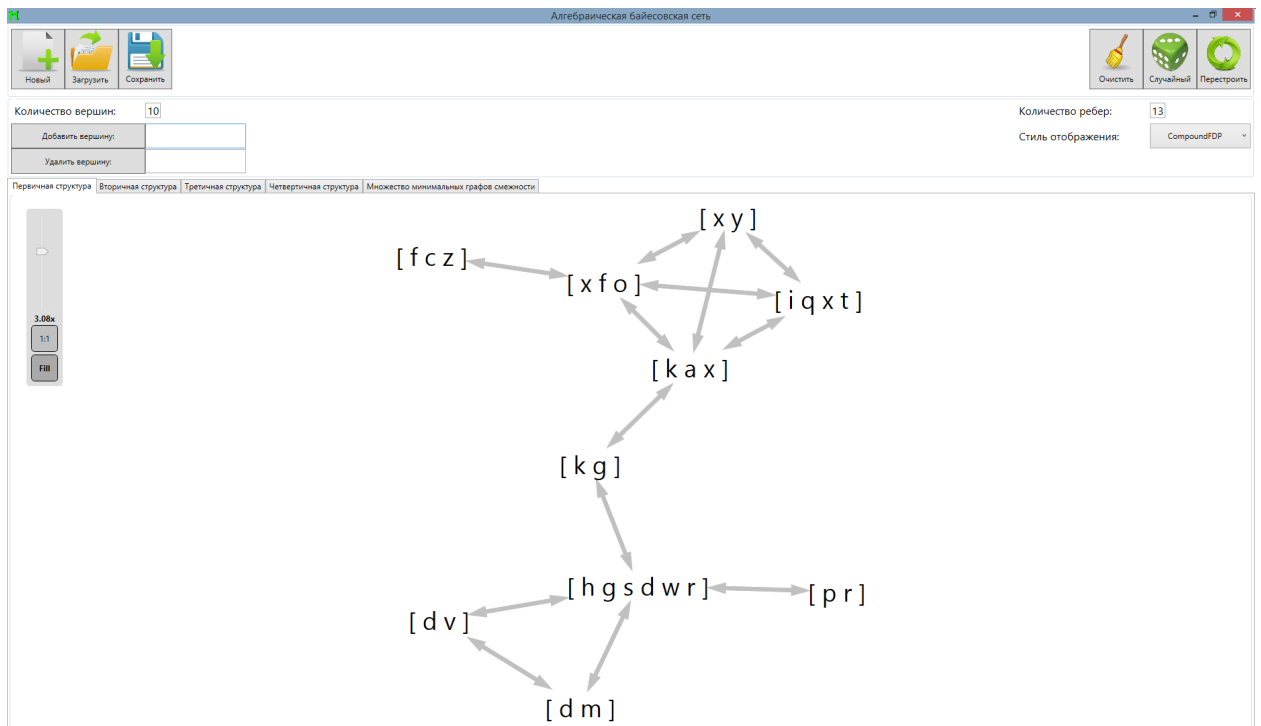 Алгебраическая байесовская сеть
Новый Загрузить Сохранить Очистить Случайный Перестроить
Количество вершин: 10 Количество ребер: 13
Добавить вершину: Стиль отображения: CompoundFDP
Удалить вершину:
Первичная структура Вторичная структура Третичная структура Четвертичная структура Множество минимальных графов смежности
[ x y ]
[ f c z ]
[ x f o ]
[ i q x t ]
3.08x
1:1
Fill
[ k a x ]
[ k g ]
[ h g s d w r ]
[ p r ]
[ d v ]
[ d m ]